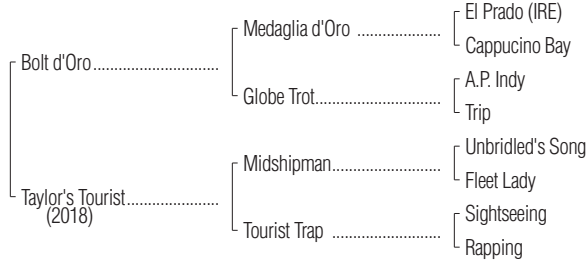 El Prado (IRE)
Medaglia d'Oro ....................
Cappucino Bay
Bolt d'Oro..............................
A.P. Indy
Globe Trot..............................
Trip
Unbridled's Song
Midshipman..........................
Fleet Lady
Taylor's Tourist......................
(2018)
Sightseeing
Tourist Trap ..........................
Rapping